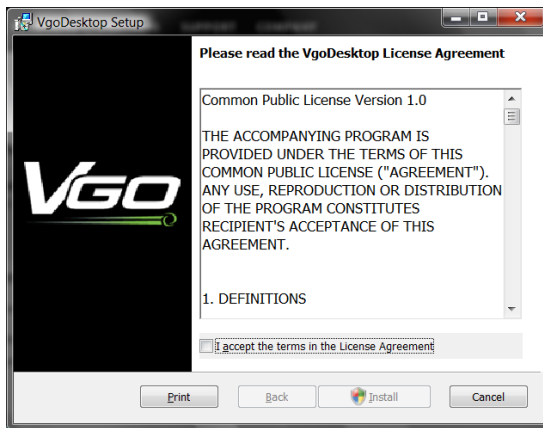 VgoDesktop Setup
SUPPORT COMPANY
Please read the VgoDesktop License Agreement
Common Public License Version 1.0
THE ACCOMPANYING PROGRAM IS
PROVIDED UNDER THE TERMS OF THIS
COMMON PUBLIC LICENSE ("AGREEMENT").
ANY USE, REPRODUCTION OR DISTRIBUTION
OF THE PROGRAM CONSTITUTES
RECIPIENT'S ACCEPTANCE OF THIS
AGREEMENT.
1. DEFINITIONS
VGO
I accept the terms in the License Agreement
Print
Back
Install
Cancel